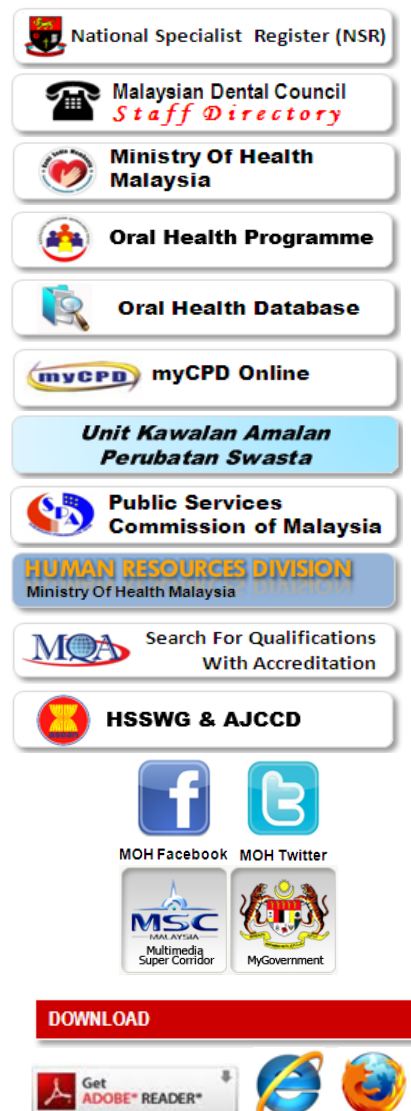 National Specialist Register (NSR)
Malaysian Dental Council
Staff Directory
Ministry Of Health
Malaysia
Oral Health Programme
Oral Health Database
myCPD myCPD Online
Unit Kawalan Amalan
Perubatan Swasta
SPA
Public Services
Commission of Malaysia
HUMAN RESOURCES DIVISION
Ministry Of Health Malaysia
MQA
Search For Qualifications
With Accreditation
asean
HSSWG & AJCCD
MOH Facebook MOH Twitter
MSC
MALAYSIA
Multimedia
Super Corridor
MyGovernment
DOWNLOAD
Get
ADOBE® READER®